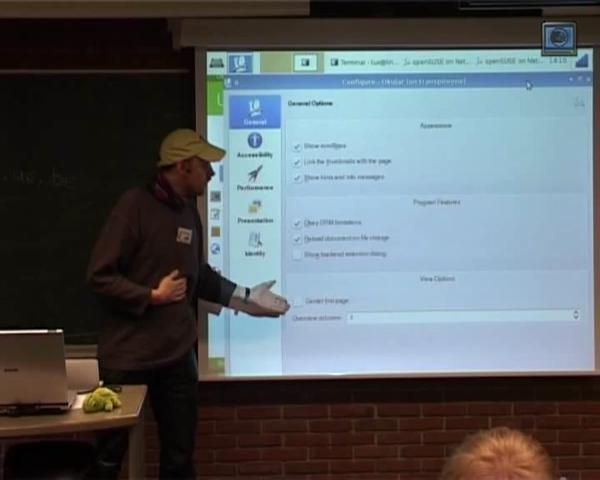 Terminal
openSUSE on Net...
openSUSE on Net...
14:10
Configure - Okular
General
General Options
Appearance
Show scrollbars
Link the thumbnails with the page
Show hints and info messages
Accessibility
Performance
Program Features
Presentation
Obey DRM limitations
Reload document on file change
Show backend selection dialog
Identity
View Options
Center first page
Overview columns: